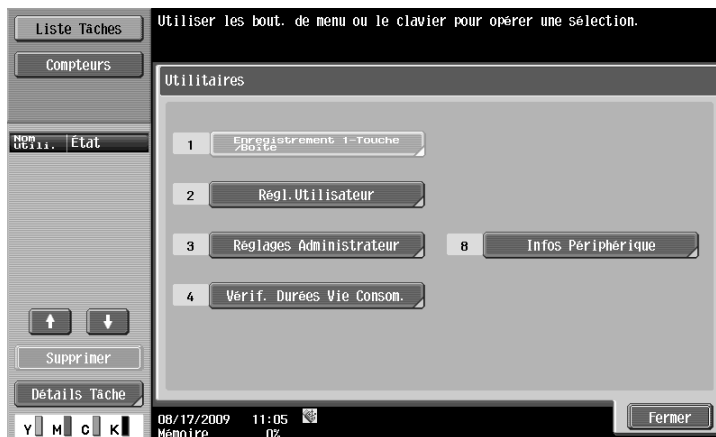 Liste Tâches
Compteurs
Nom Utili. État
Supprimer
Détails Tâche
Y M C K
Utiliser les bout. de menu ou le clavier pour opérer une sélection.
Utilitaires
1 Enregistrement 1-Touche
/Boîte
2 Régl.Utilisateur
3 Réglages Administrateur
8 Infos Périphérique
4 Vérif. Durées Vie Consom.
Fermer
08/17/2009 11:05
Mémoire 0%